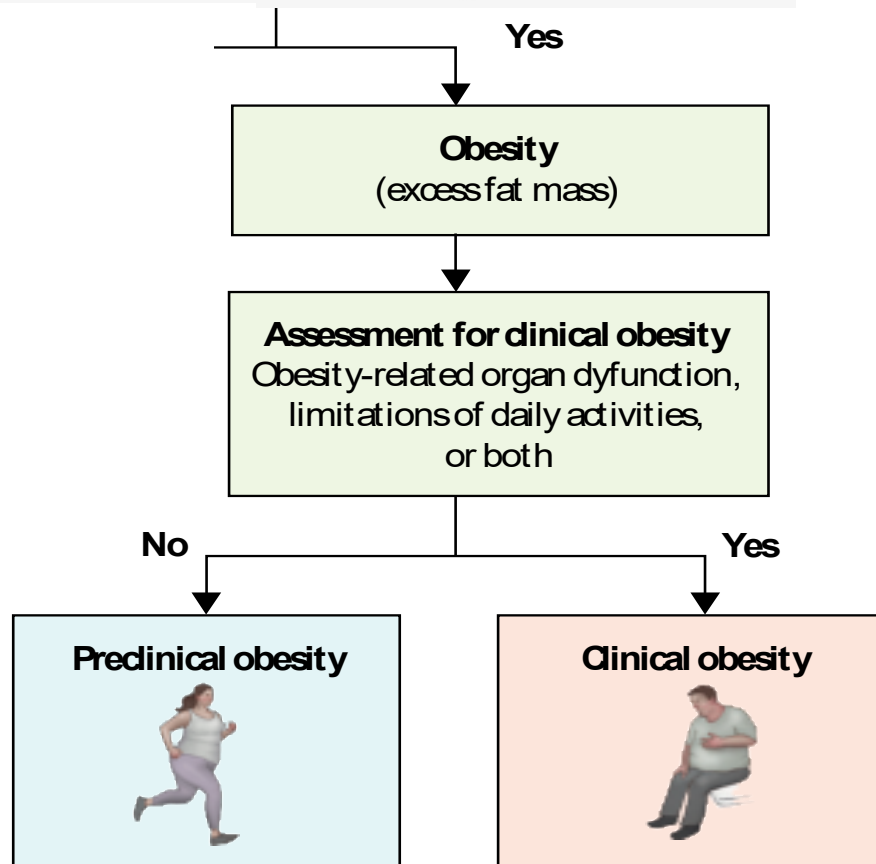 Yes
Obesity
(excess fat mass)
Assessment for clinical obesity
Obesity-related organ dyfunction,
limitations of daily activities,
or both
No
Yes
Preclinical obesity
Clinical obesity